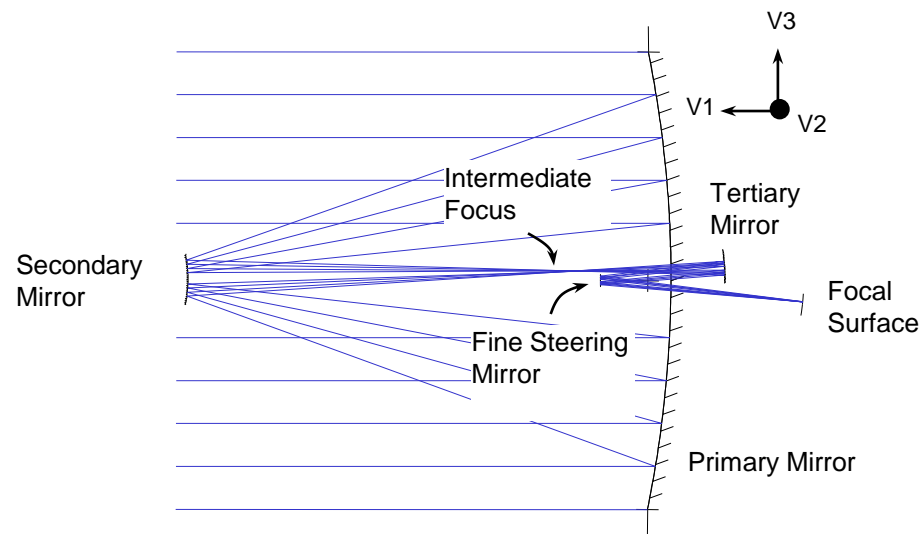 V3
V1
V2
Intermediate
Focus
Tertiary
Mirror
Secondary
Mirror
Focal
Surface
Fine Steering
Mirror
Primary Mirror